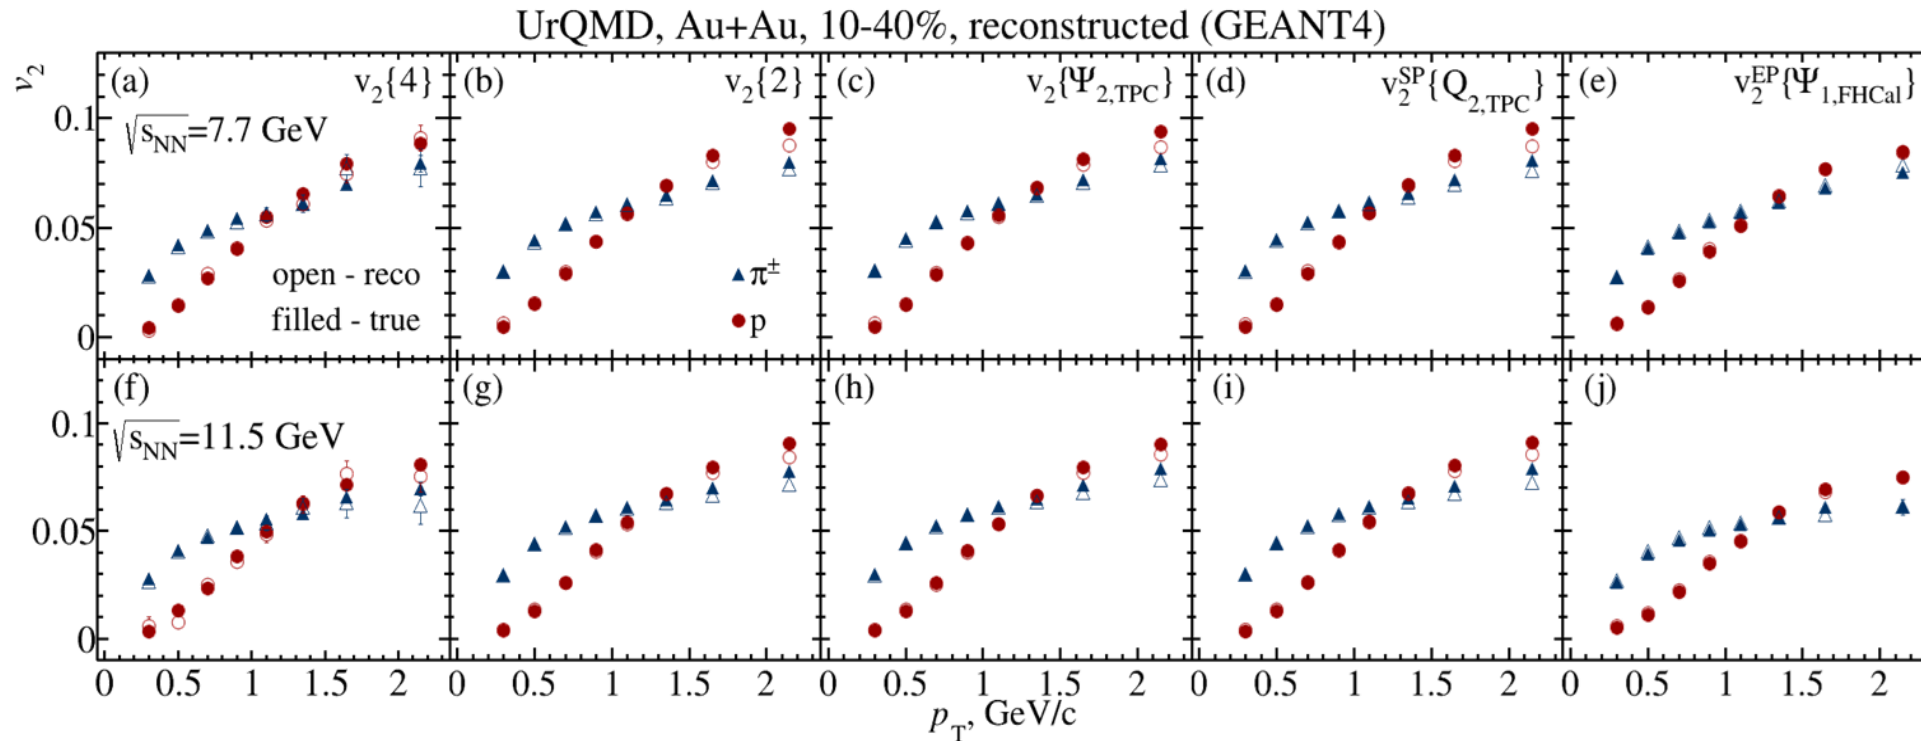 UrQMD, Au+Au, 10-40%, reconstructed (GEANT4)
v₂
(a) v₂{4}
(b) v₂{2}
(c) v₂{Ψ₂,TPC}
(d) v₂^SP{Q₂,TPC}
(e) v₂^EP{Ψ₁,FHCal}
√sNN=7.7 GeV
0.1
0.05
0
open - reco
filled - true
π±
p
(f)
(g)
(h)
(i)
(j)
√sNN=11.5 GeV
0.1
0.05
0
0 0.5 1 1.5 2
0 0.5 1 1.5 2
0 0.5 1 1.5 2
0 0.5 1 1.5 2
0 0.5 1 1.5 2
pT, GeV/c